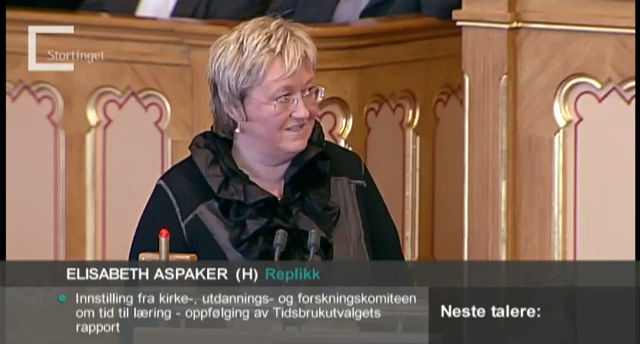 Stortinget
ELISABETH ASPAKER (H) Replikk
Innstilling fra kirke-, utdannings- og forskningskomiteen
om tid til læring - oppfølging av Tidsbrukutvalgets
rapport
Neste talere: